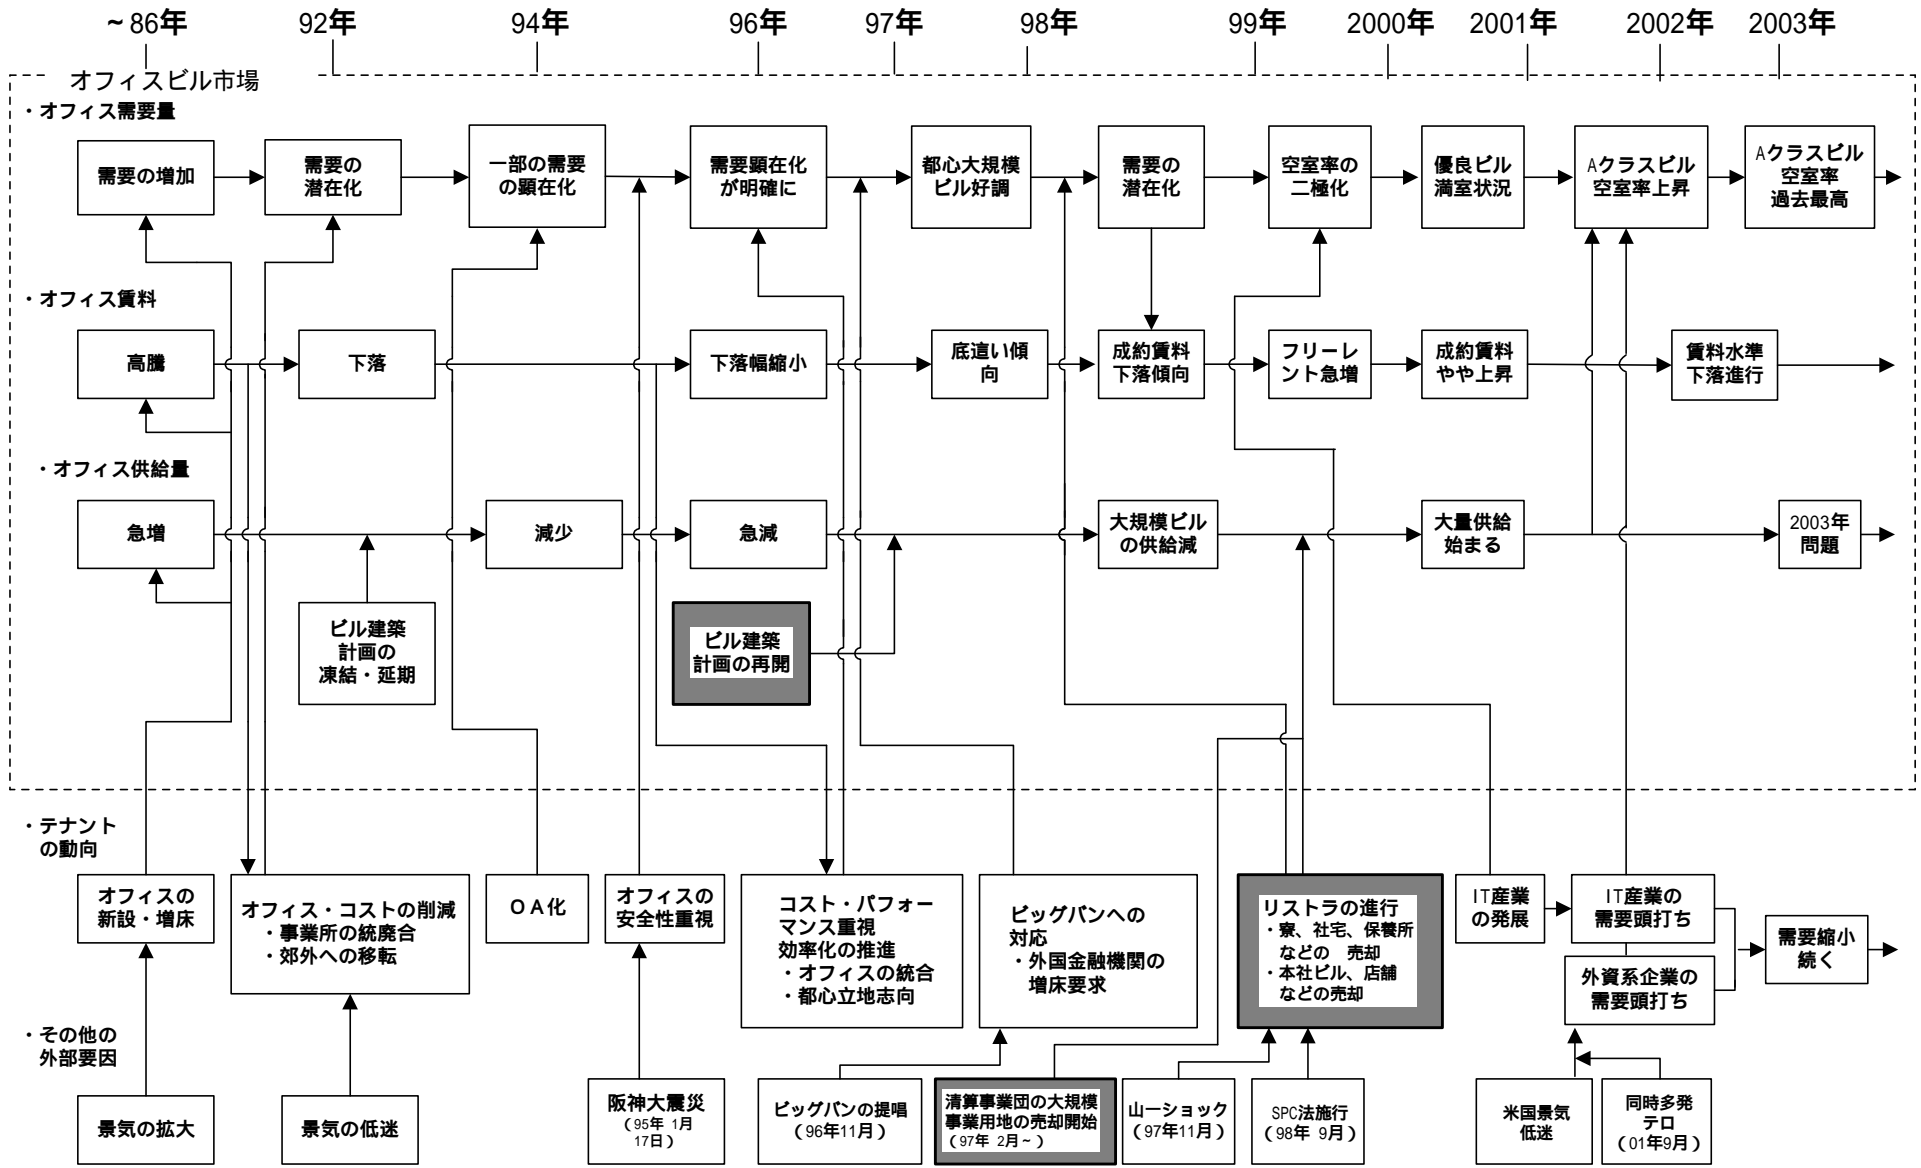 ~86年
92年
94年
96年
97年
98年
99年
2000年
2001年
2002年
2003年
オフィスビル市場
・オフィス需要量
需要の増加
需要の
潜在化
一部の需要
の顕在化
需要顕在化
が明確に
都心大規模
ビル好調
需要の
潜在化
空室率の
二極化
優良ビル
満室状況
Aクラスビル
空室率上昇
Aクラスビル
空室率
過去最高
・オフィス賃料
高騰
下落
下落幅縮小
底這い傾
向
成約賃料
下落傾向
フリーレ
ント急増
成約賃料
やや上昇
賃料水準
下落進行
・オフィス供給量
急増
減少
急減
大規模ビル
の供給減
大量供給
始まる
2003年
問題
ビル建築
計画の
凍結・延期
ビル建築
計画の再開
・テナント
の動向
オフィスの
新設・増床
オフィス・コストの削減
・事業所の統廃合
・郊外への移転
OA化
オフィスの
安全性重視
コスト・パフォー
マンス重視
効率化の推進
・オフィスの統合
・都心立地志向
ビッグバンへの
対応
・外国金融機関の
増床要求
リストラの進行
・寮、社宅、保養所
などの 売却
・本社ビル、店舗
などの売却
IT産業
の発展
IT産業の
需要頭打ち
外資系企業の
需要頭打ち
需要縮小
続く
・その他の
外部要因
景気の拡大
景気の低迷
阪神大震災
(95年 1月
17日)
ビッグバンの提唱
(96年11月)
清算事業団の大規模
事業用地の売却開始
(97年 2月~)
山一ショック
(97年11月)
SPC法施行
(98年 9月)
米国景気
低迷
同時多発
テロ
(01年9月)